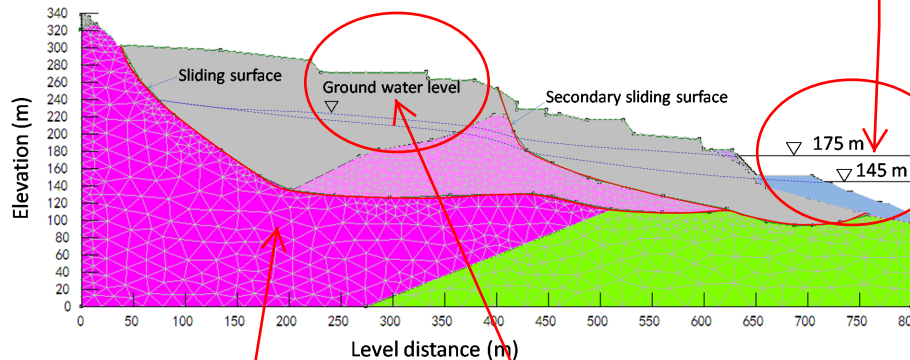 340
320
300
280
260
240
220
200
180
160
140
120
100
80
60
40
20
0
Elevation (m)
Sliding surface
Ground water level
Secondary sliding surface
175 m
145 m
0 50 100 150 200 250 300 350 400 450 500 550 600 650 700 750 80
Level distance (m)